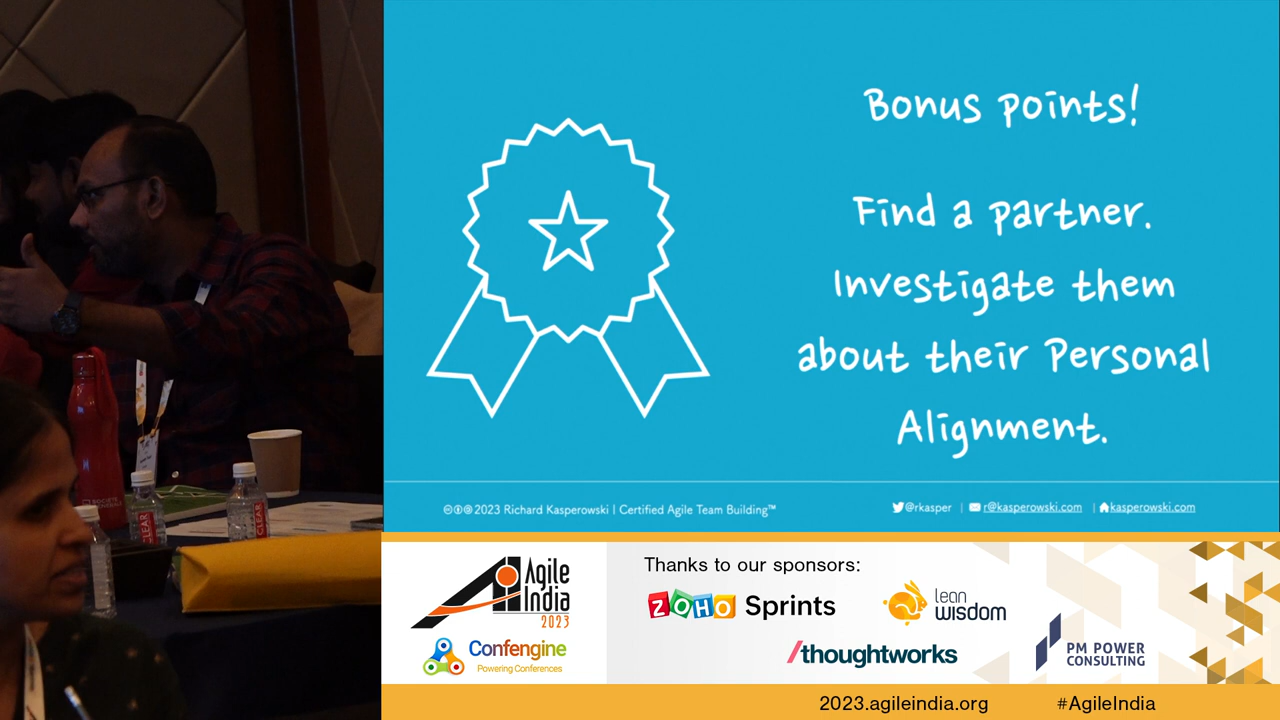 Bonus points!
Find a partner.
Investigate them
about their Personal
Alignment.
2023 Richard Kasperowski | Certified Agile Team Building™
@rkasper | r@kasperowski.com | kasperowski.com
Agile
India
2023
Confengine
Powering Conferences
Thanks to our sponsors:
ZOHO Sprints
lean
wisdom
/thoughtworks
PM POWER
CONSULTING
2023.agileindia.org #AgileIndia
CLEAR
CLEAR